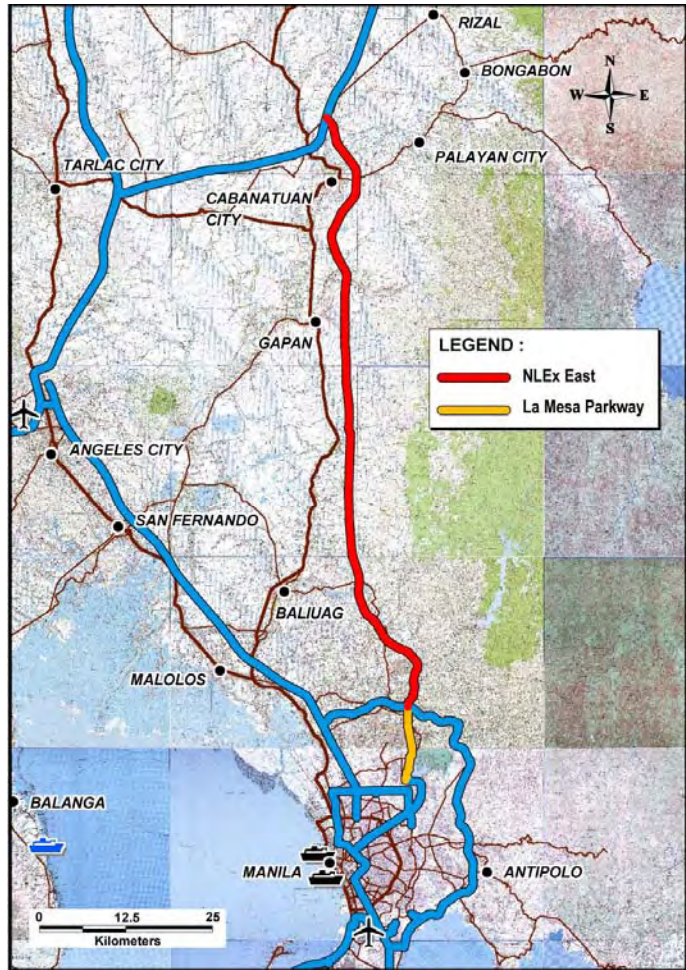 RIZAL
BONGABON
N
W
E
S
PALAYAN CITY
TARLAC CITY
CABANATUAN
CITY
GAPAN
LEGEND :
NLEx East
La Mesa Parkway
ANGELES CITY
SAN FERNANDO
BALIUAG
MALOLOS
BALANGA
MANILA
ANTIPOLO
0 12.5 25
Kilometers